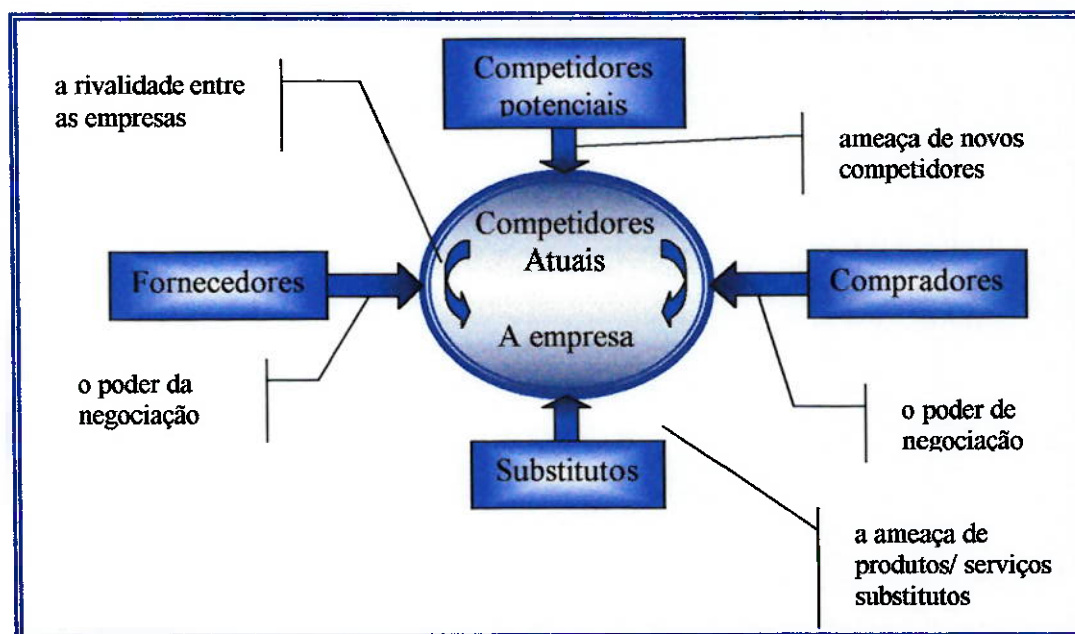 a rivalidade entre
as empresas
Competidores
potenciais
ameaça de novos
competidores
Competidores
Atuais
Fornecedores
Compradores
A empresa
o poder da
negociação
o poder de
negociação
Substitutos
a ameaça de
produtos/ serviços
substitutos